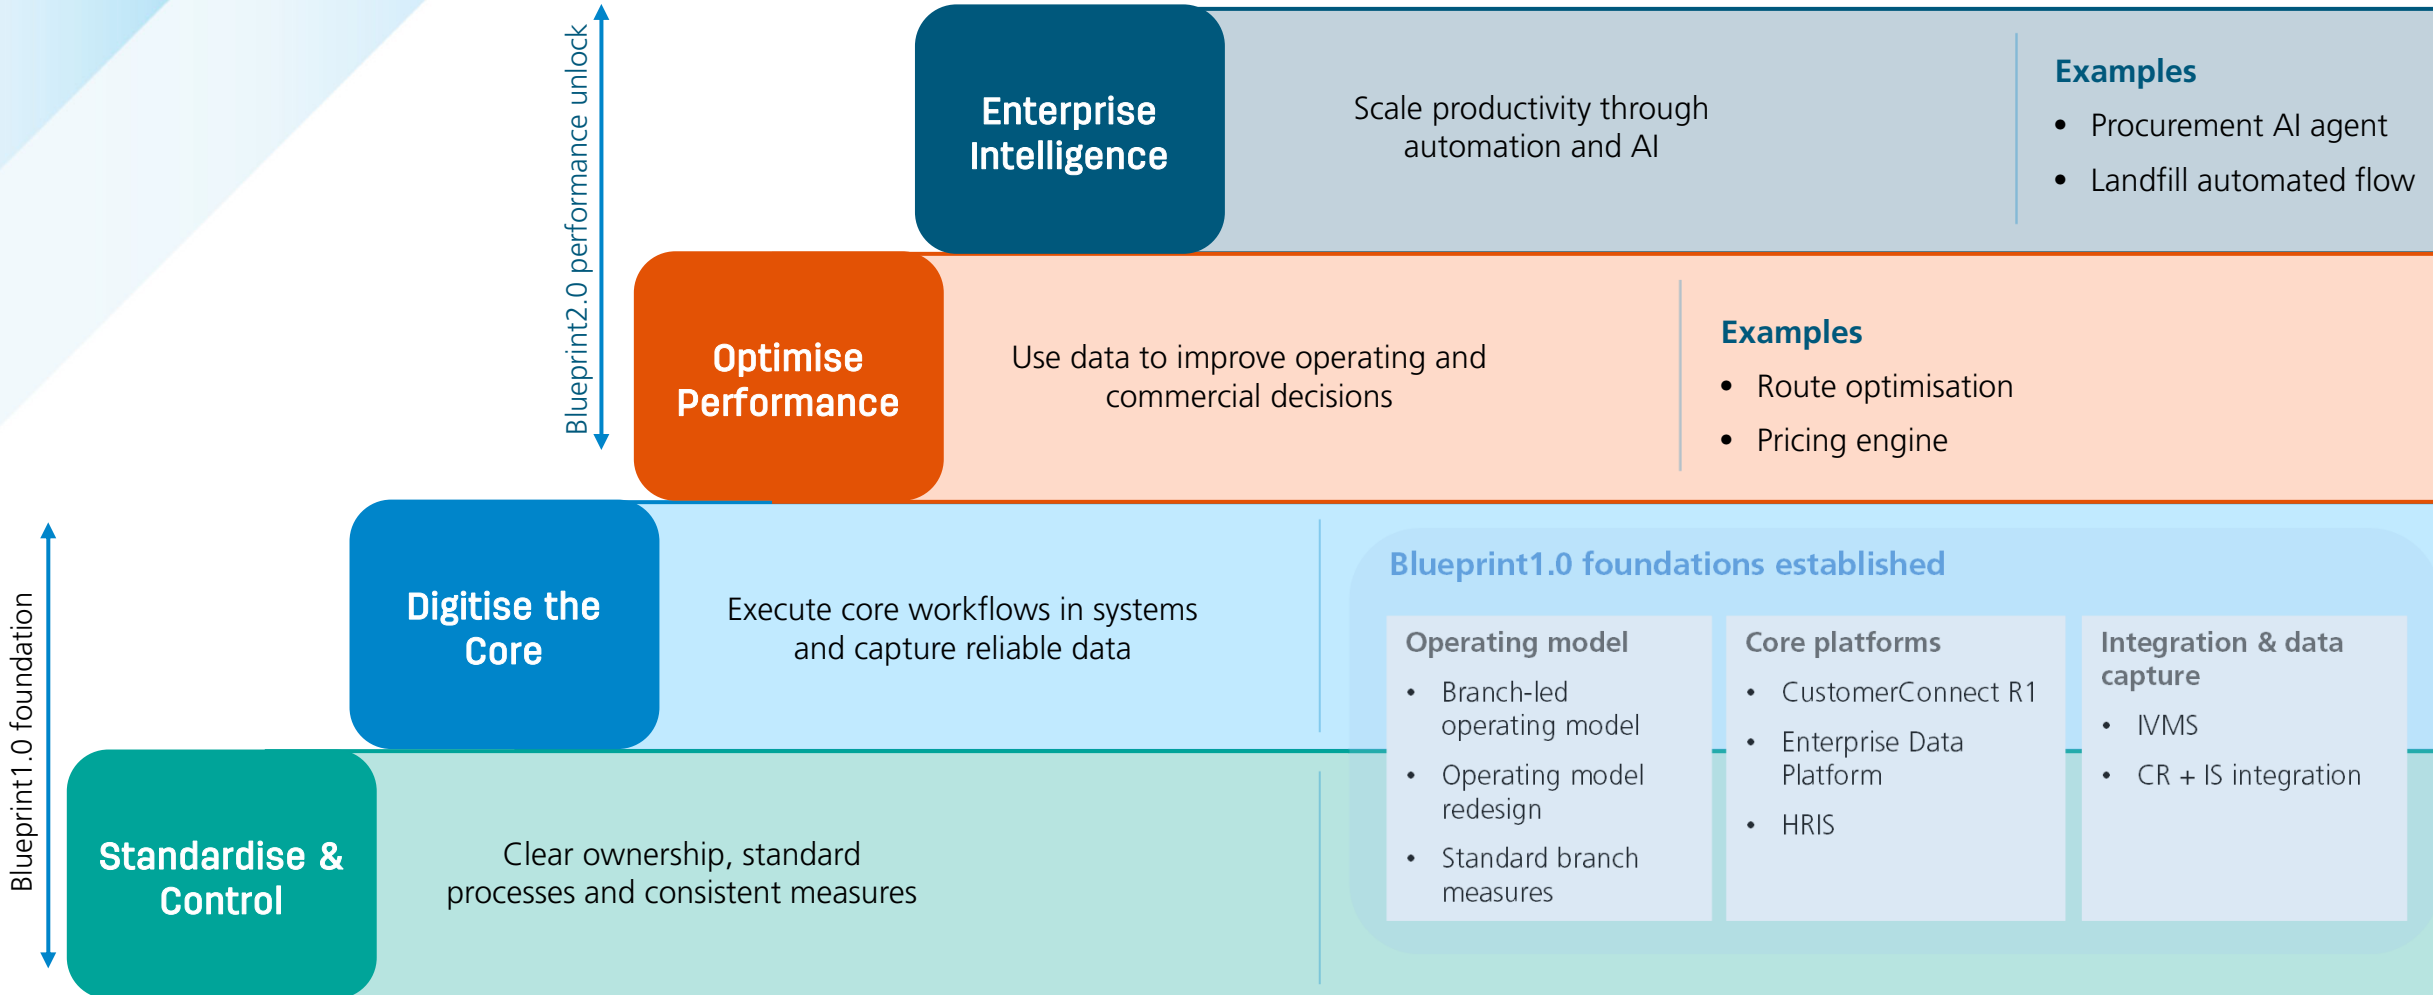 Blueprint2.0 performance unlock
Enterprise
Intelligence
Scale productivity through
automation and AI
Examples
• Procurement AI agent
• Landfill automated flow
Optimise
Performance
Use data to improve operating and
commercial decisions
Examples
• Route optimisation
• Pricing engine
Blueprint1.0 foundation
Digitise the
Core
Execute core workflows in systems
and capture reliable data
Standardise &
Control
Clear ownership, standard
processes and consistent measures
Blueprint1.0 foundations established
Operating model
• Branch-led
operating model
• Operating model
redesign
• Standard branch
measures
Core platforms
• CustomerConnect R1
• Enterprise Data
Platform
• HRIS
Integration & data
capture
• IVMS
• CR + IS integration